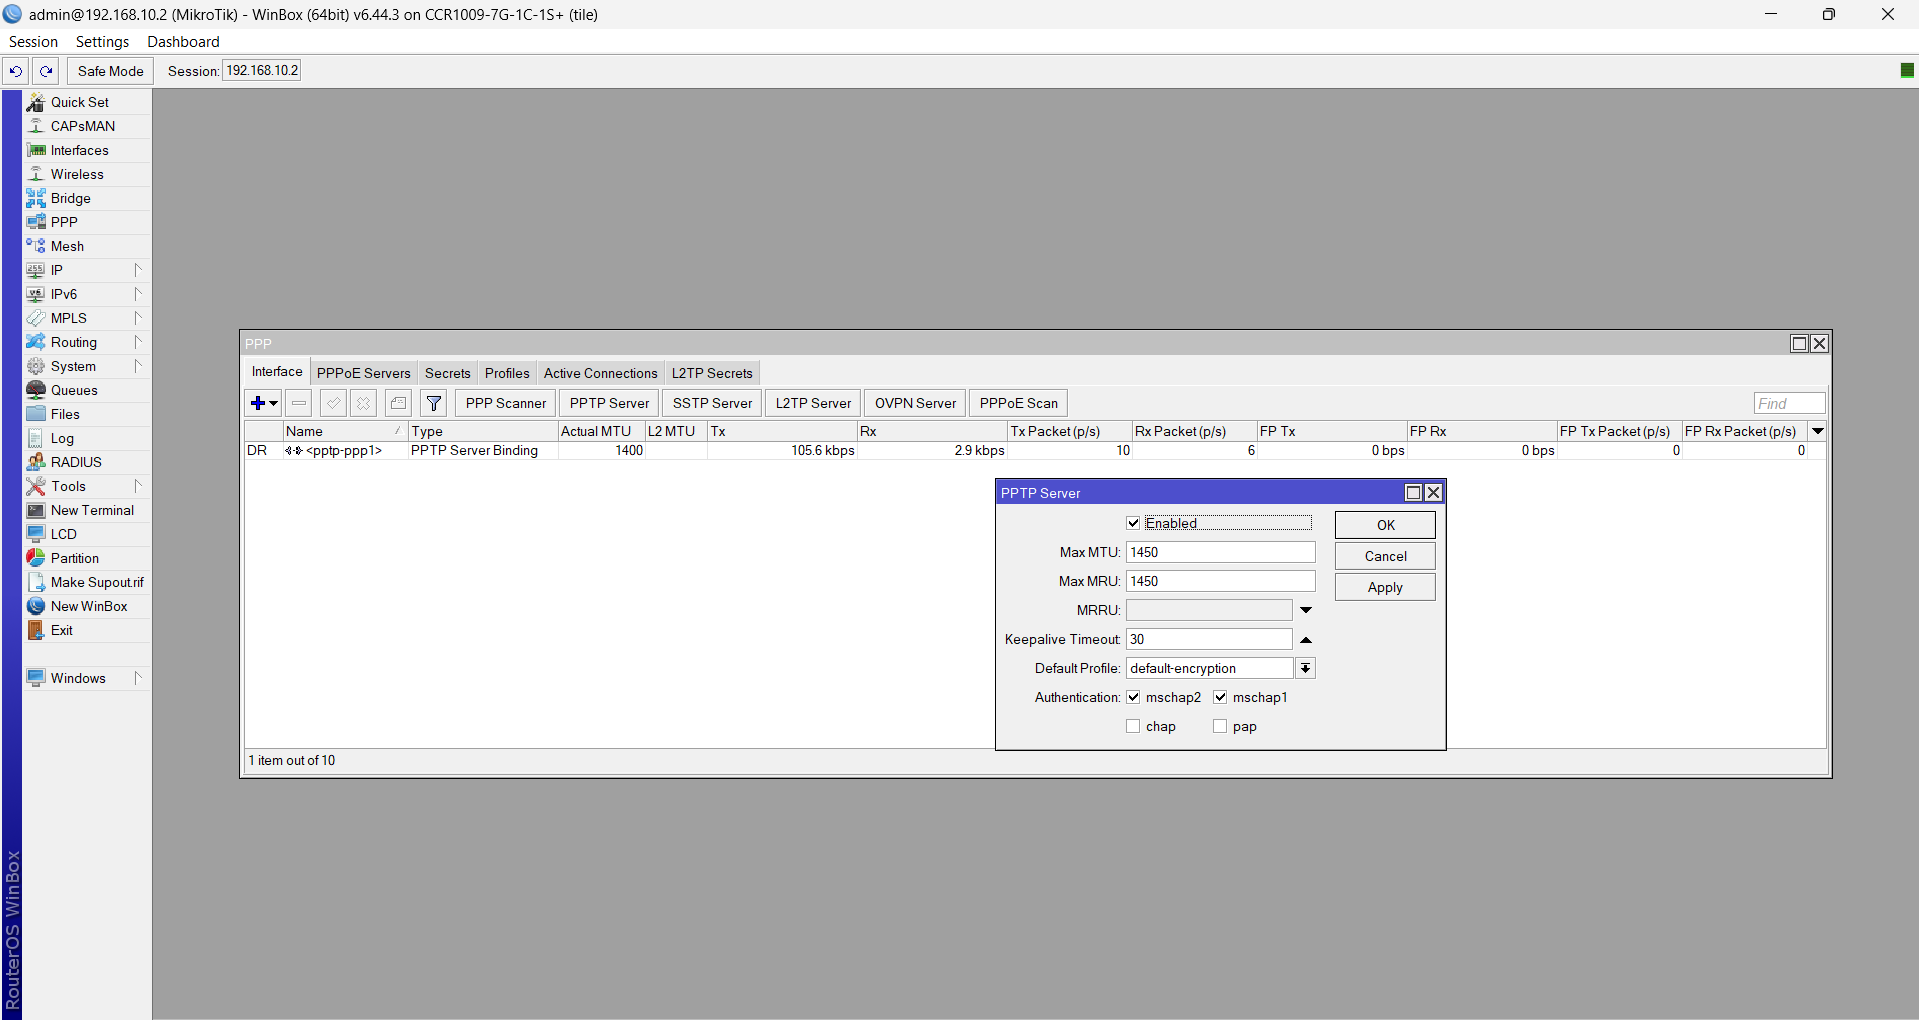 admin@192.168.10.2 (MikroTik) - WinBox (64bit) v6.44.3 on CCR1009-7G-1C-1S+ (tile)
Session Settings Dashboard
Safe Mode Session: 192.168.10.2
Quick Set
CAPsMAN
Interfaces
Wireless
Bridge
PPP
Mesh
IP
IPv6
MPLS
Routing
System
Queues
Files
Log
RADIUS
Tools
New Terminal
LCD
Partition
Make Supout.rif
New WinBox
Exit
Windows
RouterOS WinBox
PPP
Interface PPPoE Servers Secrets Profiles Active Connections L2TP Secrets
PPP Scanner PPTP Server SSTP Server L2TP Server OVPN Server PPPoE Scan Find
Name Type Actual MTU L2 MTU Tx Rx Tx Packet (p/s) Rx Packet (p/s) FP Tx FP Rx FP Tx Packet (p/s) FP Rx Packet (p/s)
DR <pptp-ppp1> PPTP Server Binding 1400 105.6 kbps 2.9 kbps 10 6 0 bps 0 bps 0 0
1 item out of 10
PPTP Server
Enabled
Max MTU: 1450
Max MRU: 1450
MRRU:
Keepalive Timeout: 30
Default Profile: default-encryption
Authentication: mschap2 mschap1
chap pap
OK
Cancel
Apply